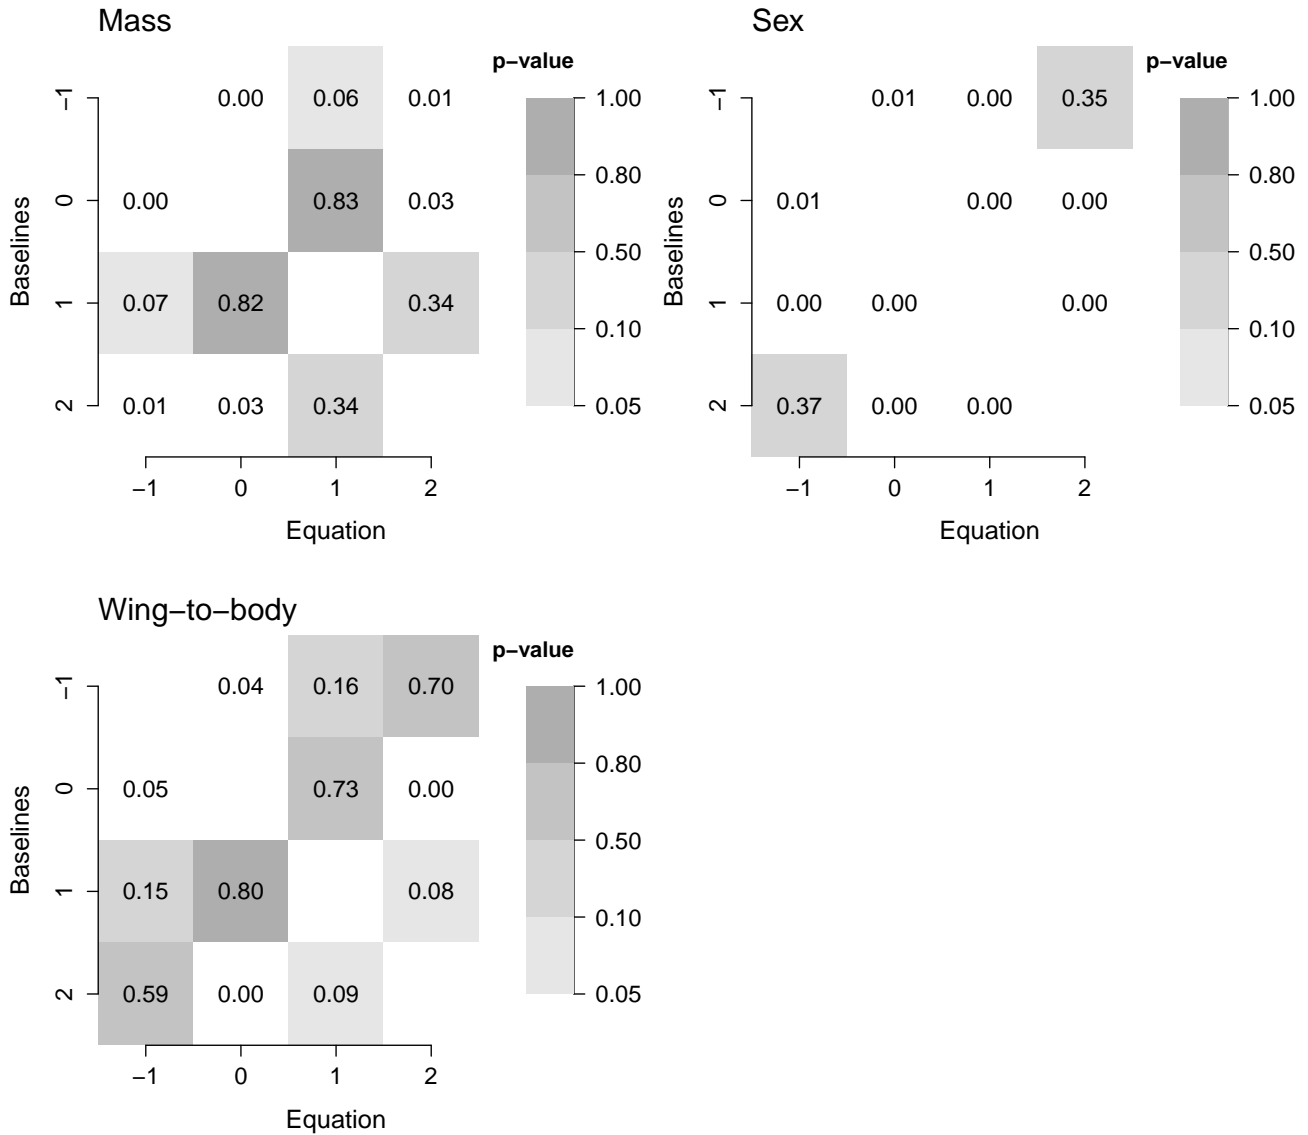 Mass
p−value
−1 0.00 0.06 0.01 1.00
0.80
0 0.00 0.83 0.03
Baselines
0.50
1 0.07 0.82 0.34 0.10
2 0.01 0.03 0.34 0.05
−1 0 1 2
Equation
Sex
p−value
−1 0.01 0.00 0.35 1.00
0.80
0 0.01 0.00 0.00
Baselines
0.50
1 0.00 0.00 0.00 0.10
2 0.37 0.00 0.00 0.05
−1 0 1 2
Equation
Wing−to−body
p−value
−1 0.04 0.16 0.70 1.00
0.80
0 0.05 0.73 0.00
Baselines
0.50
1 0.15 0.80 0.08 0.10
2 0.59 0.00 0.09 0.05
−1 0 1 2
Equation